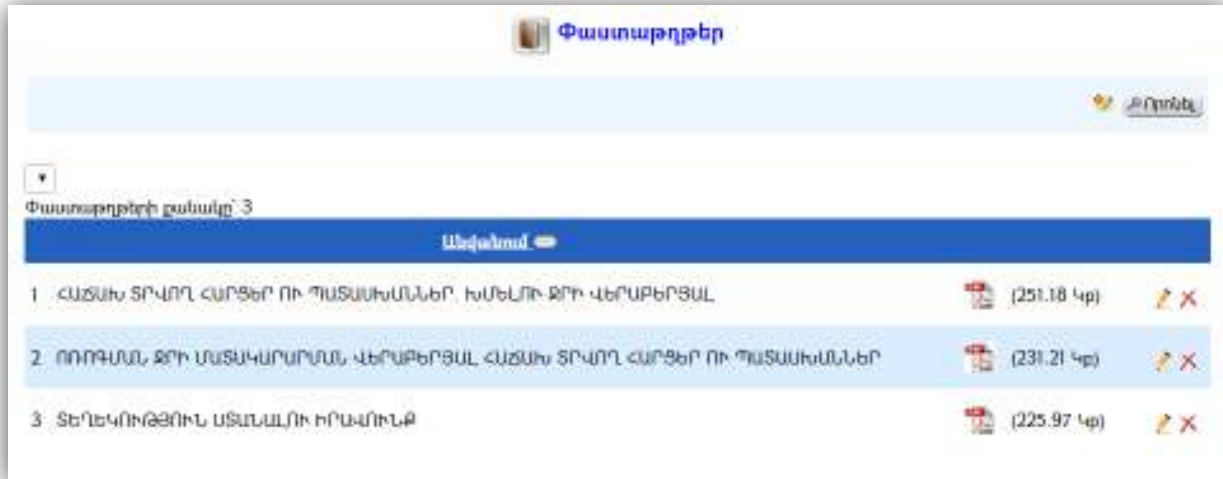 Փաստաթղթեր
Որոնել
Փաստաթղթերի քանակը՝ 3
Անվանում
1 ՀԱՃԱԽ ՏՐՎՈՂ ՀԱՐՑԵՐ ՈՒ ՊԱՏԱՍԽԱՆՆԵՐ. ԽՄԵԼՈՒ ՋՐԻ ՎԵՐԱԲԵՐՅԱԼ (251.18 Կբ)
2 ՈՌՈԳՄԱՆ ՋՐԻ ՄԱՏԱԿԱՐԱՐՄԱՆ ՎԵՐԱԲԵՐՅԱԼ ՀԱՃԱԽ ՏՐՎՈՂ ՀԱՐՑԵՐ ՈՒ ՊԱՏԱՍԽԱՆՆԵՐ (231.21 Կբ)
3 ՏԵՂԵԿՈՒԹՅՈՒՆ ՍՏԱՆԱԼՈՒ ԻՐԱՎՈՒՆՔ (225.97 Կբ)